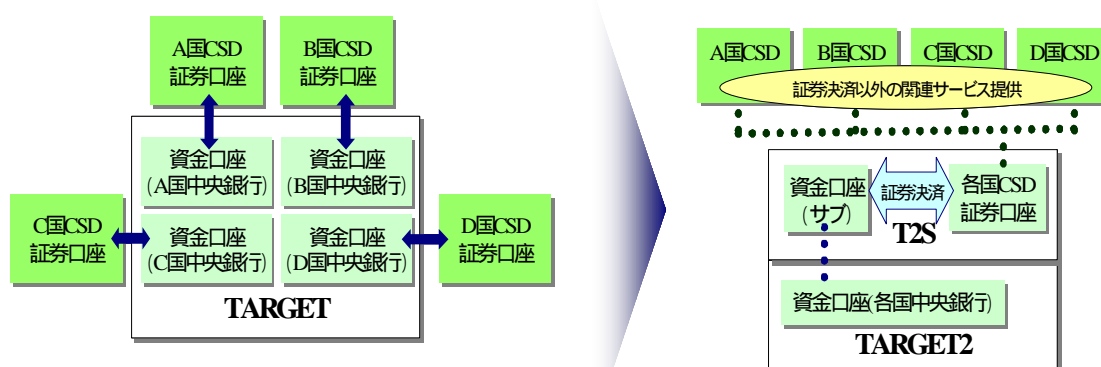 A国CSD
証券口座
B国CSD
証券口座
資金口座
(A国中央銀行)
資金口座
(B国中央銀行)
C国CSD
証券口座
資金口座
(C国中央銀行)
資金口座
(D国中央銀行)
D国CSD
証券口座
TARGET
A国CSD
B国CSD
C国CSD
D国CSD
証券決済以外の関連サービス提供
資金口座
(サブ)
証券決済
各国CSD
証券口座
T2S
資金口座(各国中央銀行)
TARGET2